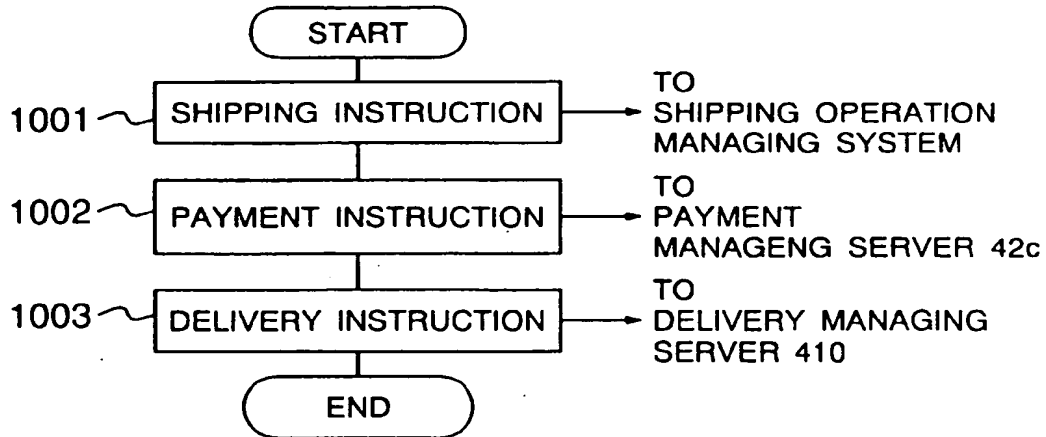 START
1001
SHIPPING INSTRUCTION
TO
SHIPPING OPERATION
MANAGING SYSTEM
1002
PAYMENT INSTRUCTION
TO
PAYMENT
MANAGENG SERVER 42c
1003
DELIVERY INSTRUCTION
TO
DELIVERY MANAGING
SERVER 410
END